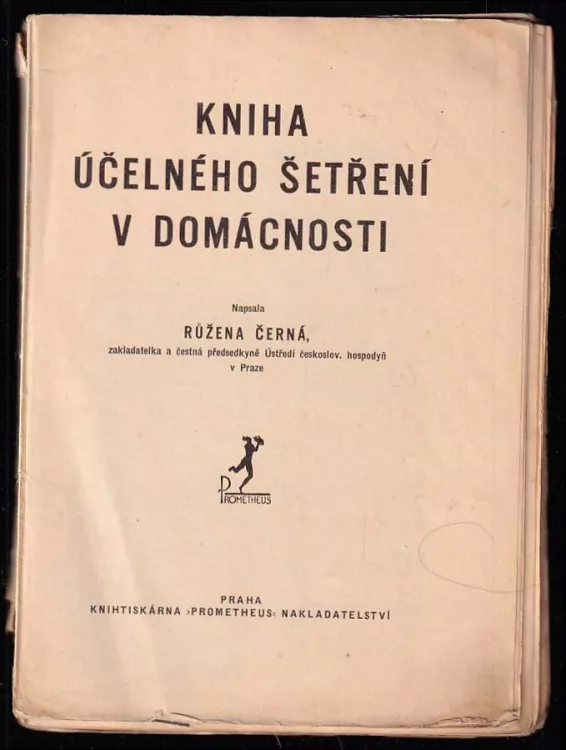 KNIHA
ÚČELNÉHO ŠETŘENÍ
V DOMÁCNOSTI
Napsala
RŮŽENA ČERNÁ,
zakladatelka a čestná předsedkyně Ústředí českoslov. hospodyň
v Praze
PROMETHEUS
PRAHA
KNIHTISKÁRNA ›PROMETHEUS‹ NAKLADATELSTVÍ